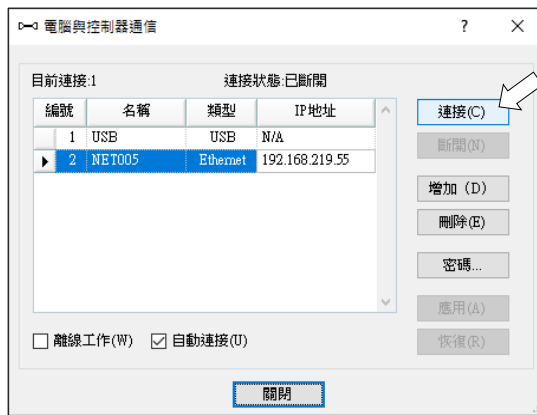 電腦與控制器通信
目前連接:1 連接狀態:已斷開
編號 名稱 類型 IP地址
1 USB USB N/A
2 NET005 Ethernet 192.168.219.55
連接(C)
斷開(N)
增加（D）
刪除(E)
密碼...
應用(A)
恢復(R)
離線工作(W) 自動連接(U)
關閉